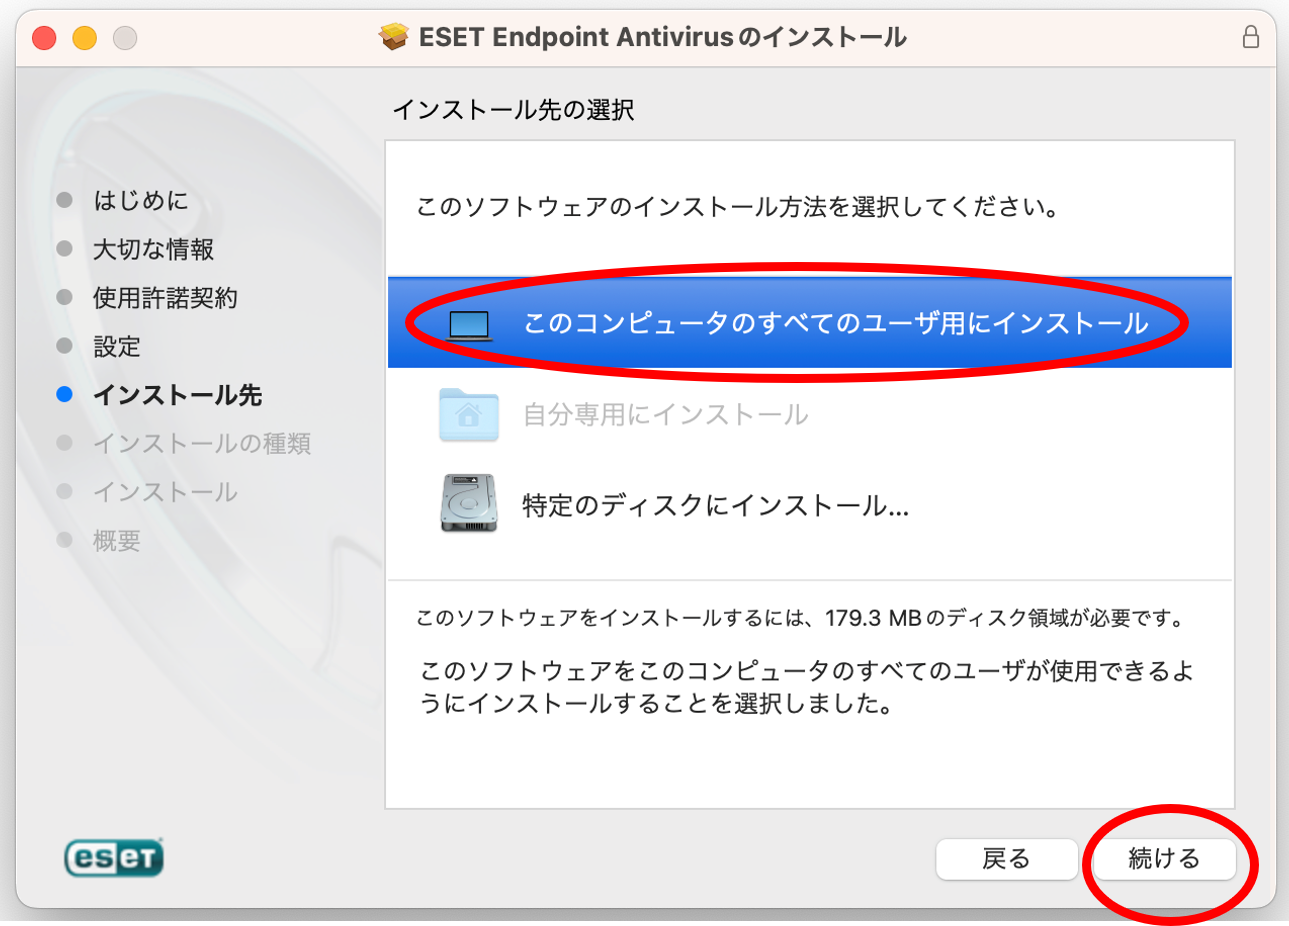 ESET Endpoint Antivirusのインストール
インストール先の選択
はじめに
大切な情報
使用許諾契約
設定
インストール先
インストールの種類
インストール
概要
このソフトウェアのインストール方法を選択してください。
このコンピュータのすべてのユーザ用にインストール
自分専用にインストール
特定のディスクにインストール...
このソフトウェアをインストールするには、179.3 MBのディスク領域が必要です。
このソフトウェアをこのコンピュータのすべてのユーザが使用できるよ
うにインストールすることを選択しました。
eseT
戻る
続ける